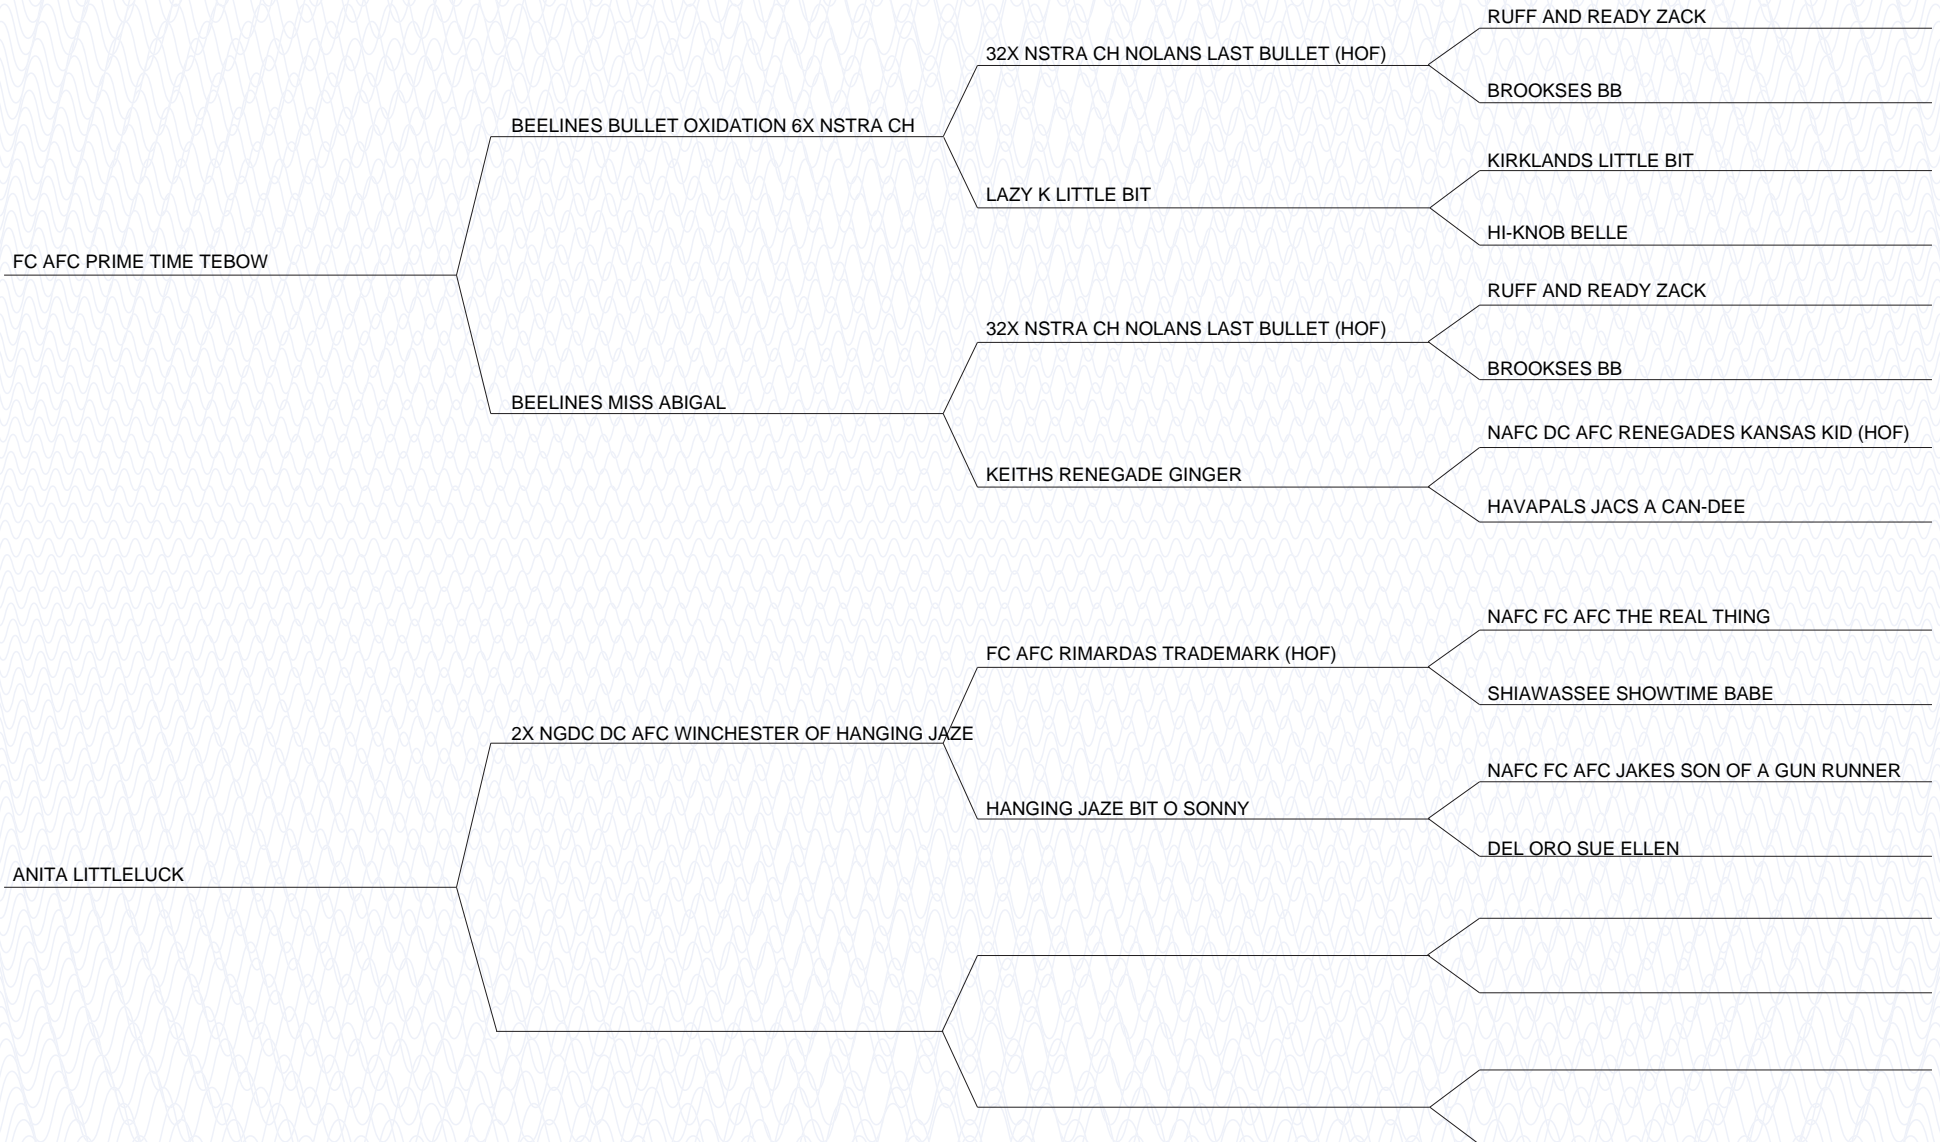 RUFF AND READY ZACK
32X NSTRA CH NOLANS LAST BULLET (HOF)
BROOKSES BB
BEELINES BULLET OXIDATION 6X NSTRA CH
KIRKLANDS LITTLE BIT
LAZY K LITTLE BIT
HI-KNOB BELLE
FC AFC PRIME TIME TEBOW
RUFF AND READY ZACK
32X NSTRA CH NOLANS LAST BULLET (HOF)
BROOKSES BB
BEELINES MISS ABIGAL
NAFC DC AFC RENEGADES KANSAS KID (HOF)
KEITHS RENEGADE GINGER
HAVAPALS JACS A CAN-DEE
NAFC FC AFC THE REAL THING
FC AFC RIMARDAS TRADEMARK (HOF)
SHIAWASSEE SHOWTIME BABE
2X NGDC DC AFC WINCHESTER OF HANGING JAZE
NAFC FC AFC JAKES SON OF A GUN RUNNER
HANGING JAZE BIT O SONNY
DEL ORO SUE ELLEN
ANITA LITTLELUCK